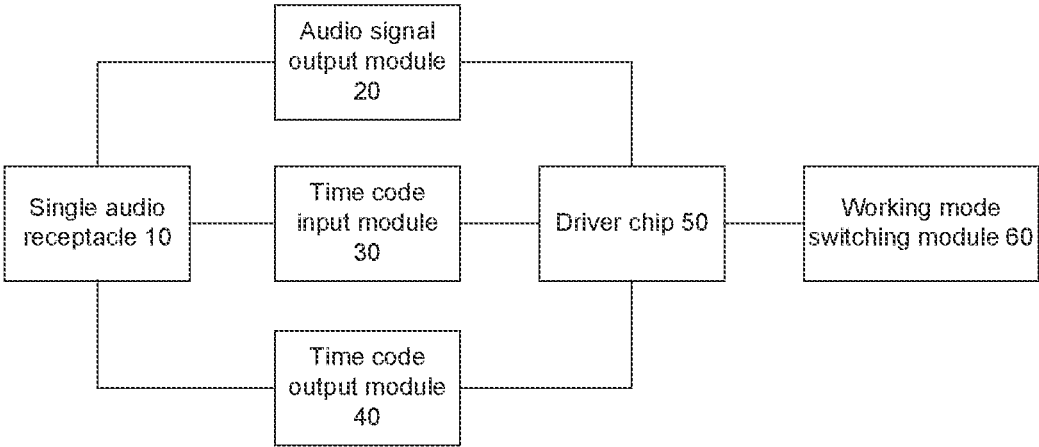 Audio signal
output module
20
Single audio
receptacle 10
Time code
input module
30
Driver chip 50
Working mode
switching module 60
Time code
output module
40